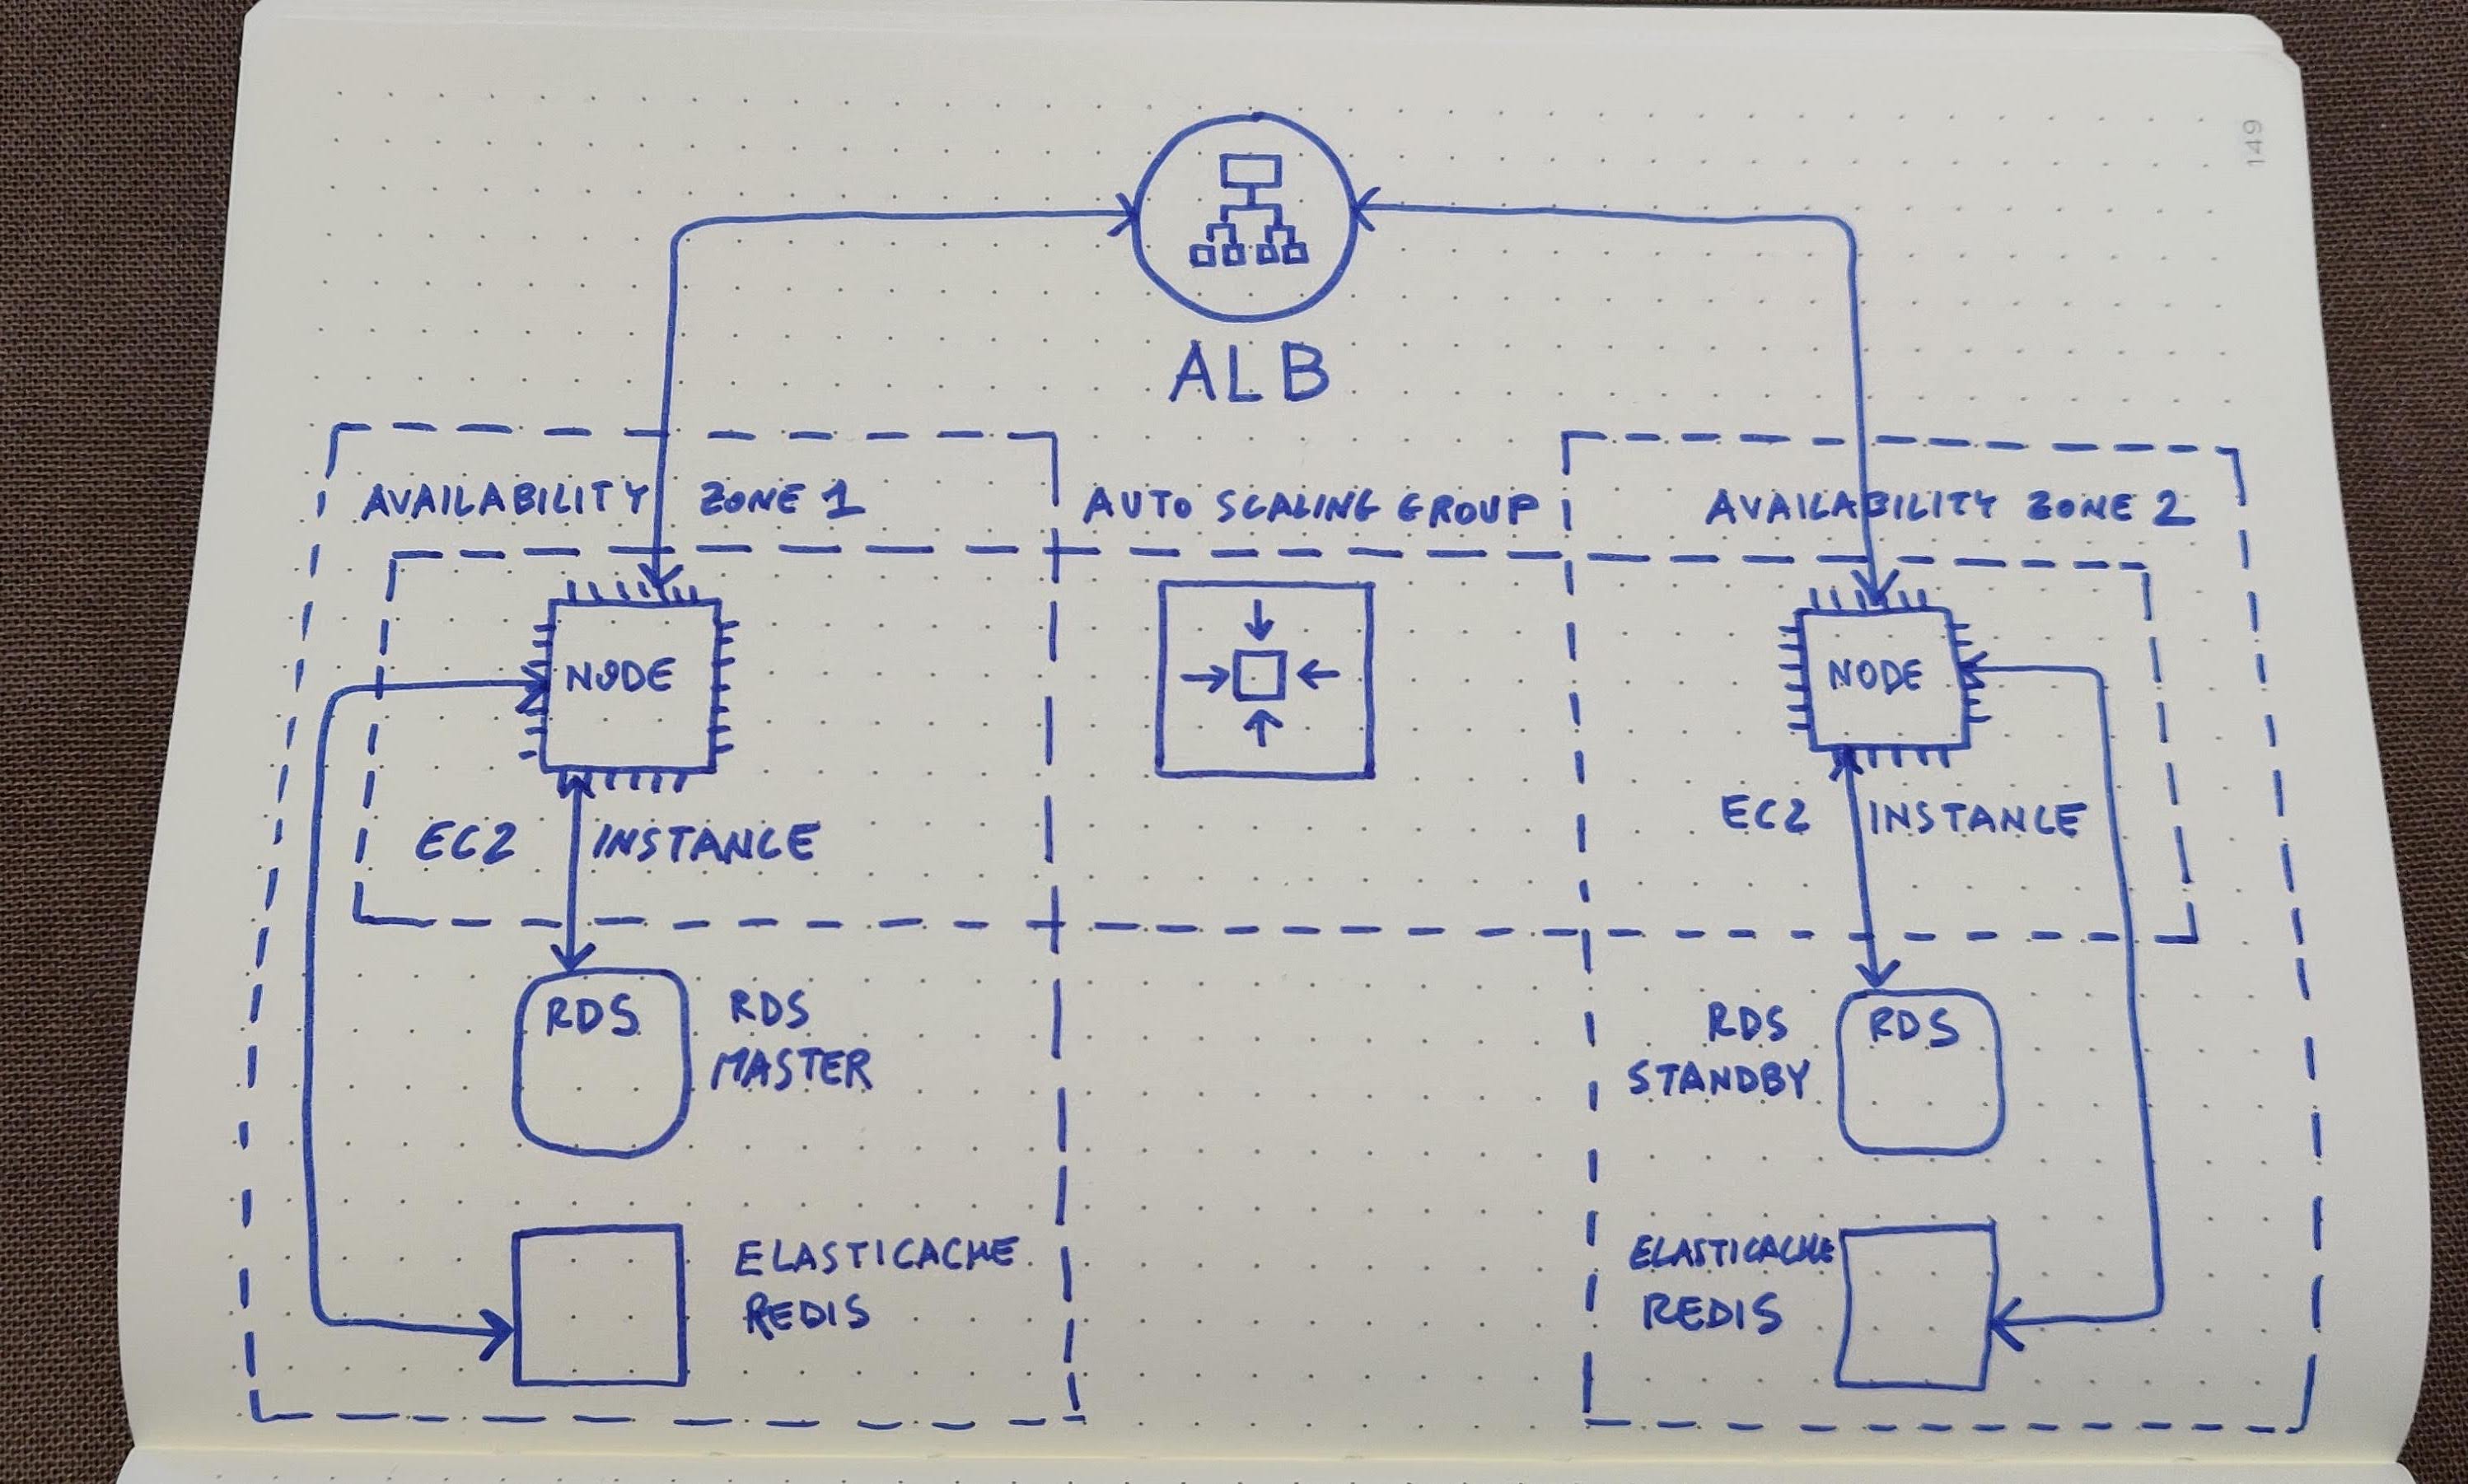 149
ALB
AVAILABILITY ZONE 1
AUTO SCALING GROUP
AVAILABILITY ZONE 2
NODE
NODE
EC2 INSTANCE
EC2 INSTANCE
RDS
RDS
MASTER
RDS
STANDBY
RDS
ELASTICACHE
REDIS
ELASTICACHE
REDIS